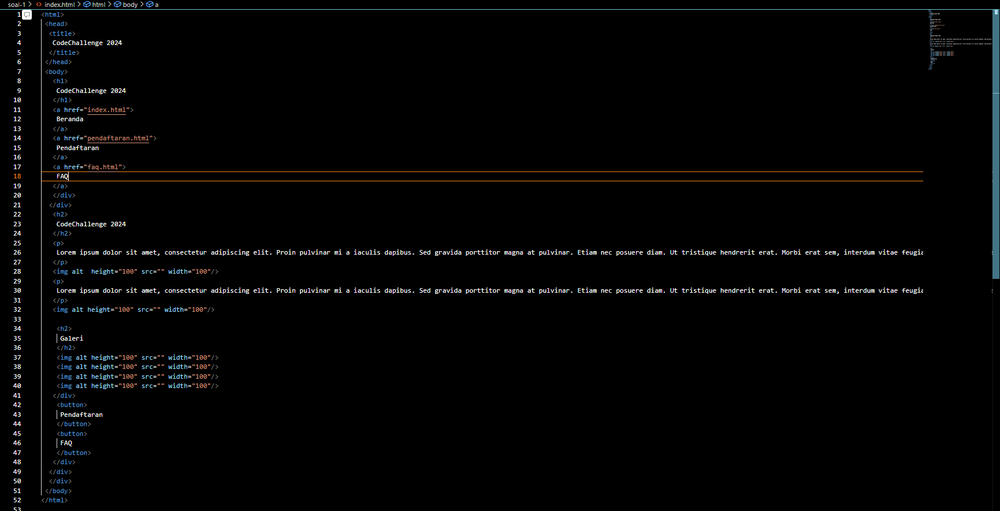 soal-1 > index.html > html > body > a
1 <html>
2 <head>
3 <title>
4 CodeChallenge 2024
5 </title>
6 </head>
7 <body>
8 <h1>
9 CodeChallenge 2024
10 </h1>
11 <a href="index.html">
12 Beranda
13 </a>
14 <a href="pendaftaran.html">
15 Pendaftaran
16 </a>
17 <a href="faq.html">
18 FAQ
19 </a>
20 </div>
21 </div>
22 <h2>
23 CodeChallenge 2024
24 </h2>
25 <p>
26 Lorem ipsum dolor sit amet, consectetur adipiscing elit. Proin pulvinar mi a iaculis dapibus. Sed gravida porttitor magna at pulvinar. Etiam nec posuere diam. Ut tristique hendrerit erat. Morbi erat sem, interdum vitae feugia
27 </p>
28 <img alt  height="100" src="" width="100"/>
29 <p>
30 Lorem ipsum dolor sit amet, consectetur adipiscing elit. Proin pulvinar mi a iaculis dapibus. Sed gravida porttitor magna at pulvinar. Etiam nec posuere diam. Ut tristique hendrerit erat. Morbi erat sem, interdum vitae feugia
31 </p>
32 <img alt height="100" src="" width="100"/>
33
34 <h2>
35 Galeri
36 </h2>
37 <img alt height="100" src="" width="100"/>
38 <img alt height="100" src="" width="100"/>
39 <img alt height="100" src="" width="100"/>
40 <img alt height="100" src="" width="100"/>
41 </div>
42 <button>
43 Pendaftaran
44 </button>
45 <button>
46 FAQ
47 </button>
48 </div>
49 </div>
50 </div>
51 </body>
52 </html>
53